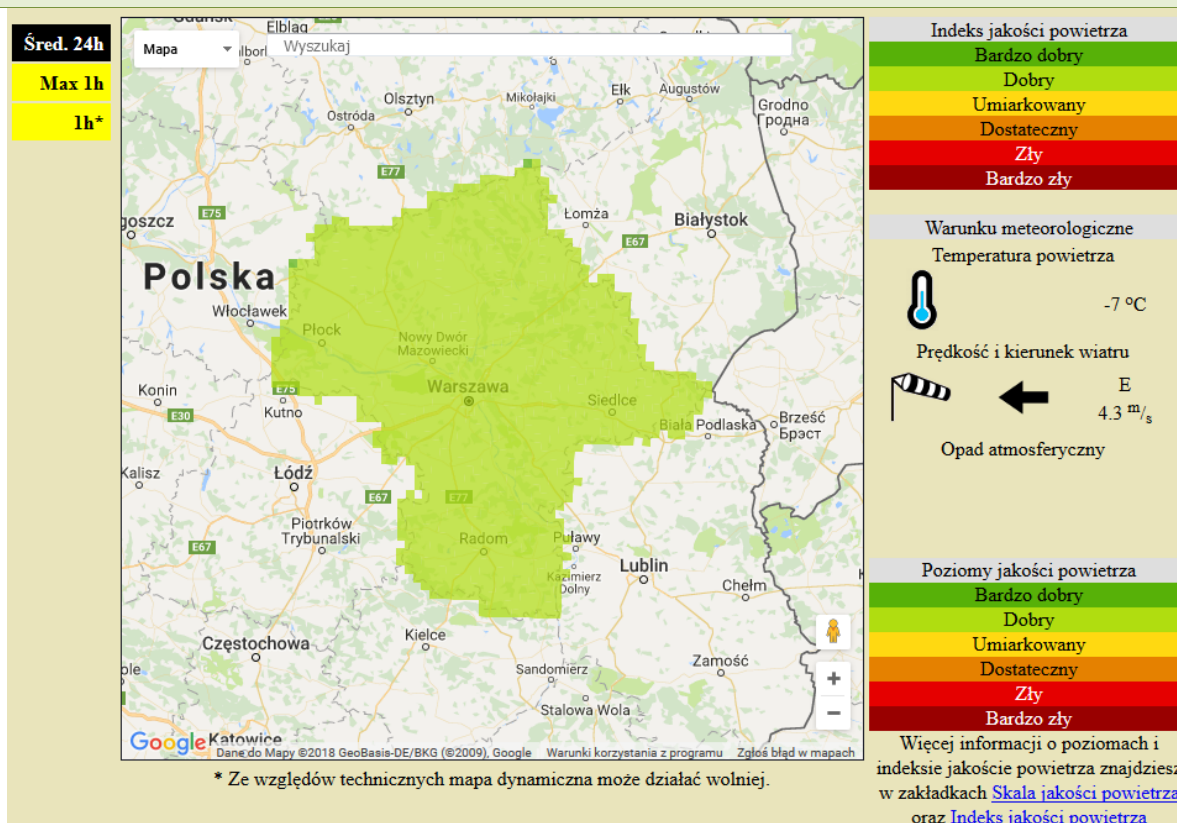 Śred. 24h
Max 1h
1h*
Mapa
Wyszukaj
Elbląg
Olsztyn
Mikołajki
Ełk
Augustów
Ostróda
Grodno
Гродна
E77
E75
Łomża
Białystok
E67
Polska
Włocławek
Płock
Nowy Dwór
Mazowiecki
Warszawa
Konin
E75
Kutno
E30
Siedlce
Biała Podlaska
Brześć
Брэст
Kalisz
Łódź
E67
E77
Piotrków
Trybunalski
E67
Radom
Puławy
Kazimierz
Dolny
Lublin
Chełm
Częstochowa
Kielce
Sandomierz
Zamość
Stalowa Wola
Katowice
+
−
Google
Dane do Mapy ©2018 GeoBasis-DE/BKG (©2009), Google Warunki korzystania z programu Zgłoś błąd w mapach
* Ze względów technicznych mapa dynamiczna może działać wolniej.
Indeks jakości powietrza
Bardzo dobry
Dobry
Umiarkowany
Dostateczny
Zły
Bardzo zły
Warunku meteorologiczne
Temperatura powietrza
-7 °C
Prędkość i kierunek wiatru
E
4.3 m/s
Opad atmosferyczny
Poziomy jakości powietrza
Bardzo dobry
Dobry
Umiarkowany
Dostateczny
Zły
Bardzo zły
Więcej informacji o poziomach i
indeksie jakoście powietrza znajdziesz
w zakładkach Skala jakości powietrza
oraz Indeks jakości powietrza